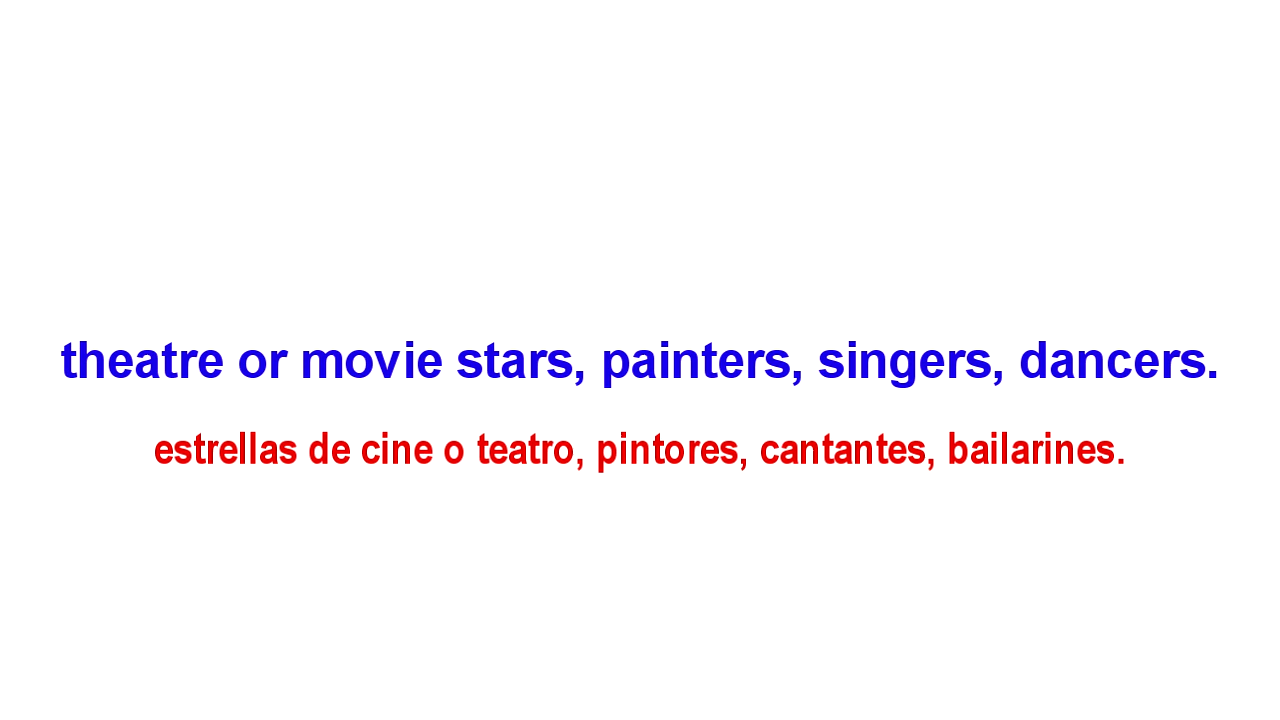 theatre or movie stars, painters, singers, dancers.
estrellas de cine o teatro, pintores, cantantes, bailarines.